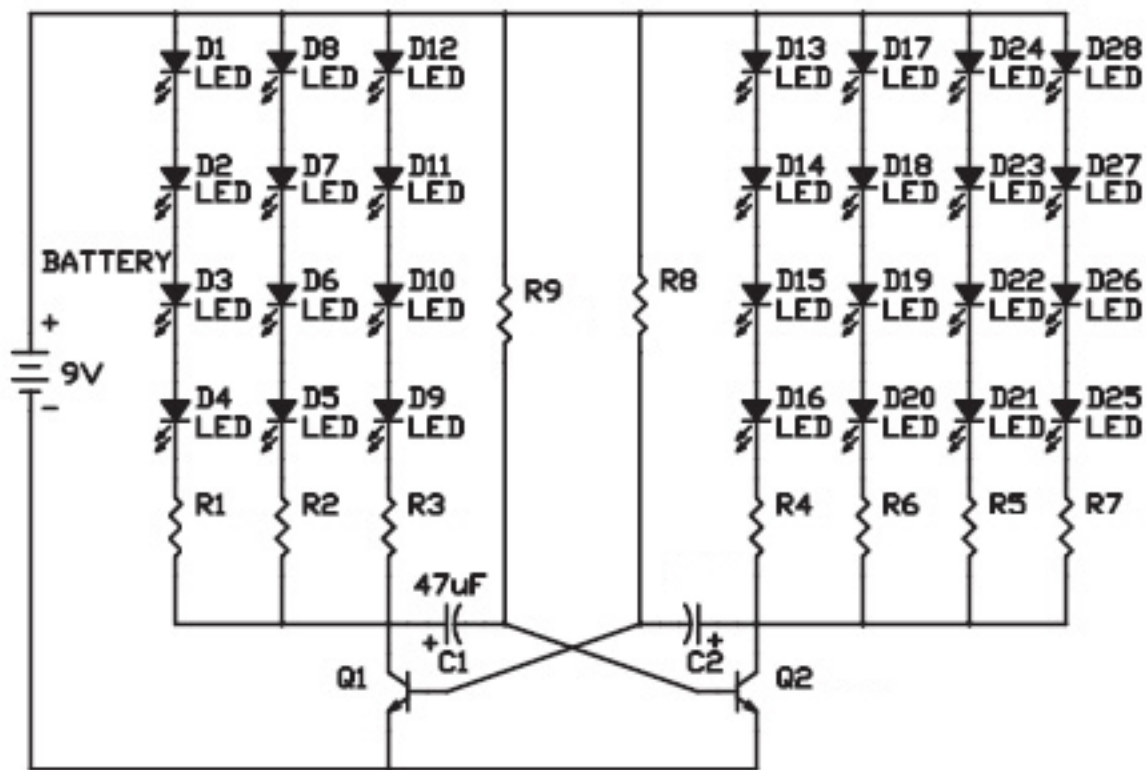 D1 D8 D12 D13 D17 D24 D28
LED LED LED LED LED LED LED
D2 D7 D11 D14 D18 D23 D27
LED LED LED LED LED LED LED
BATTERY
D3 D6 D10 R9 R8 D15 D19 D22 D26
LED LED LED LED LED LED LED
+
9V
-
D4 D5 D9 D16 D20 D21 D25
LED LED LED LED LED LED LED
R1 R2 R3 R4 R6 R5 R7
47uF
+ +
C1 C2
Q1 Q2